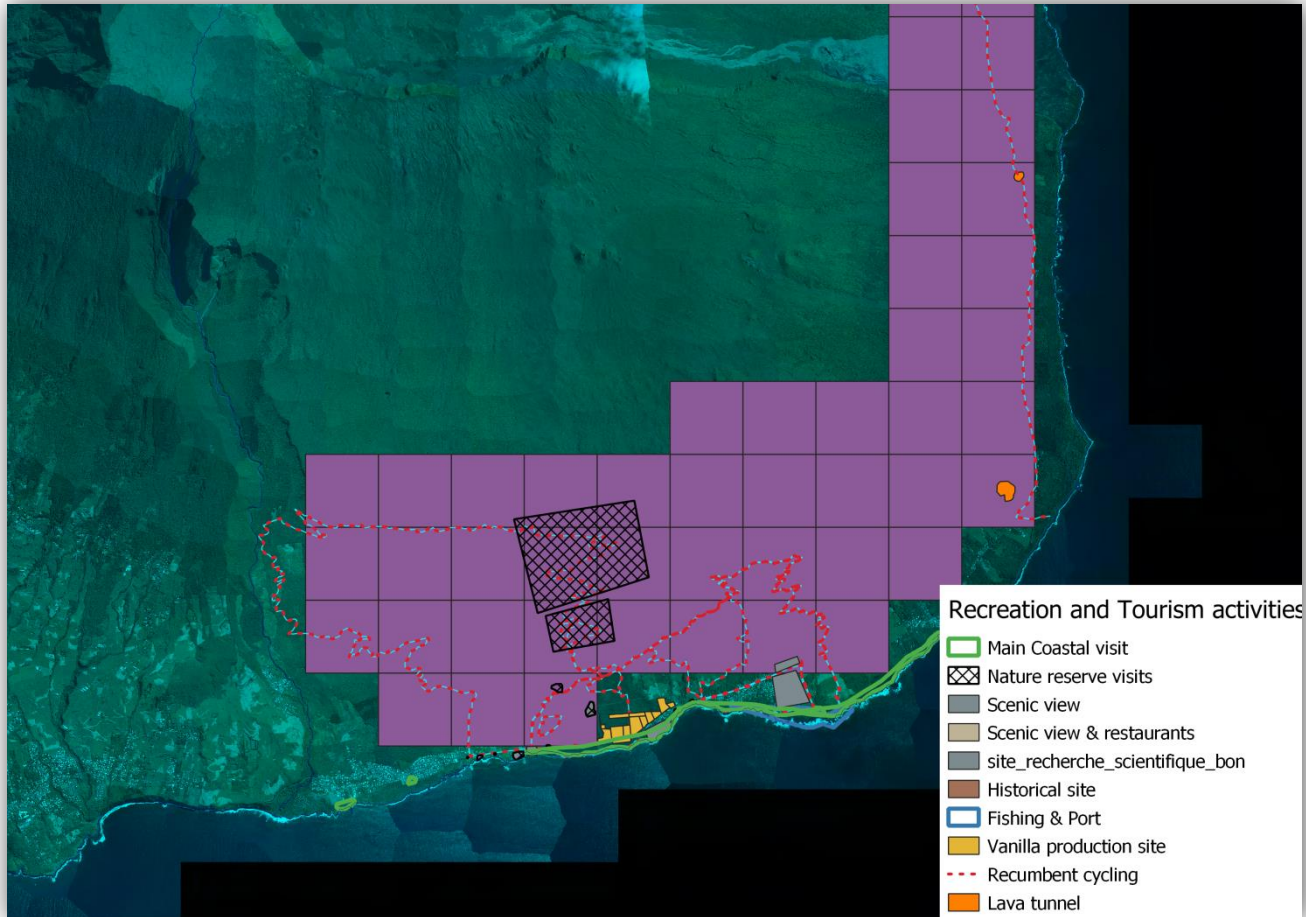 Recreation and Tourism activities
Main Coastal visit
Nature reserve visits
Scenic view
Scenic view & restaurants
site_recherche_scientifique_bon
Historical site
Fishing & Port
Vanilla production site
Recumbent cycling
Lava tunnel